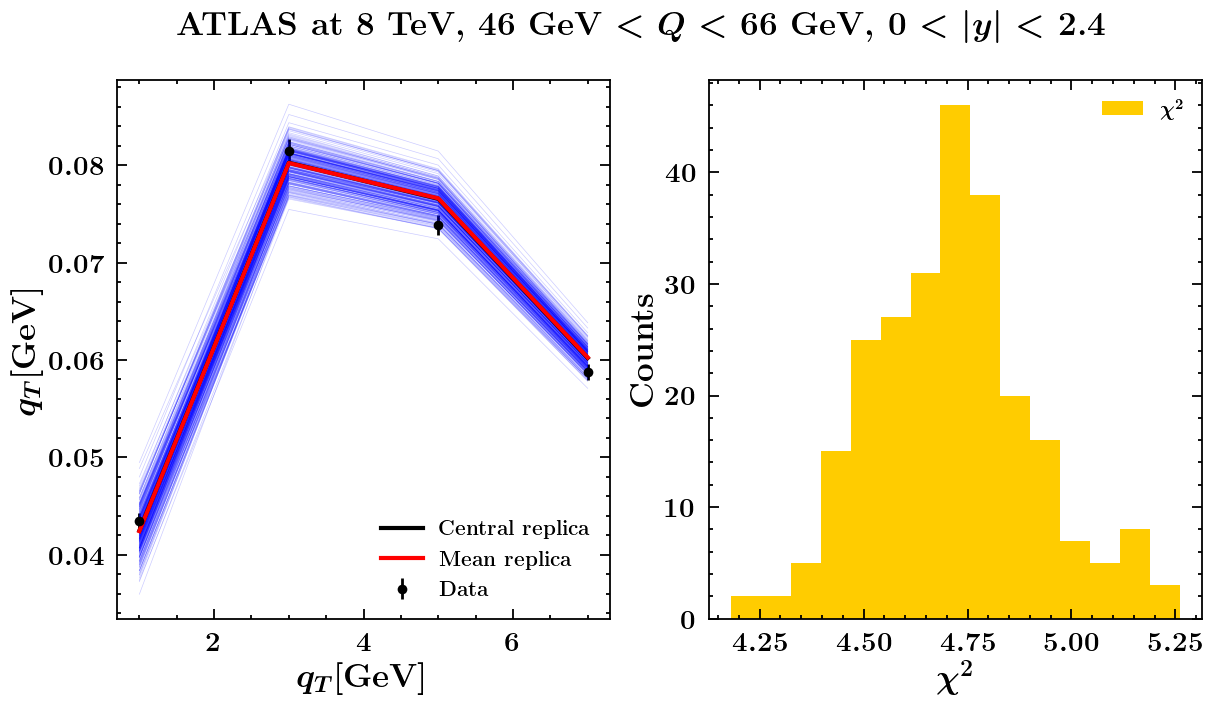 ATLAS at 8 TeV, 46 GeV < Q < 66 GeV, 0 < |y| < 2.4
q_T[GeV]
0.08
0.07
0.06
0.05
0.04
2
4
6
q_T[GeV]
Central replica
Mean replica
Data
Counts
40
30
20
10
0
4.25
4.50
4.75
5.00
5.25
χ²
χ²